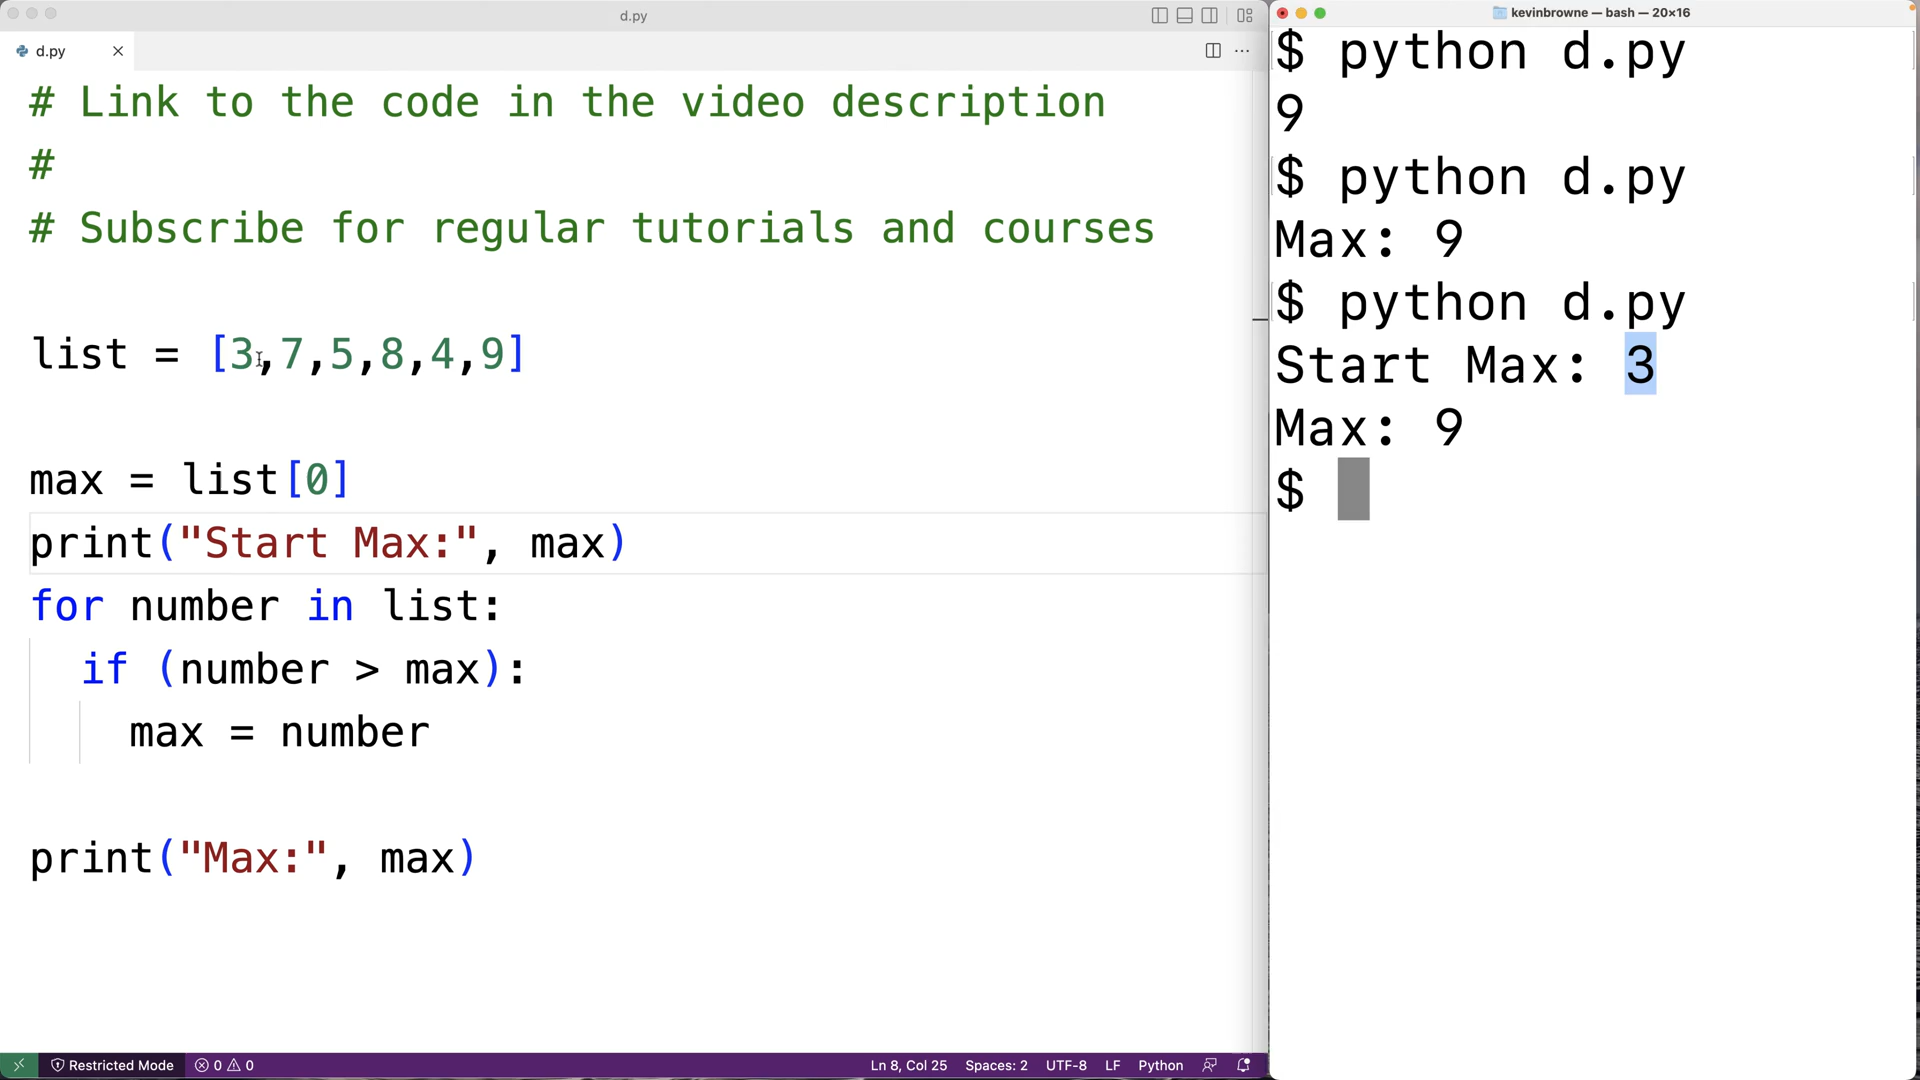 d.py
d.py
# Link to the code in the video description
#
# Subscribe for regular tutorials and courses
list = [3,7,5,8,4,9]
max = list[0]
print("Start Max:", max)
for number in list:
if (number > max):
max = number
print("Max:", max)
Restricted Mode
0 0
Ln 8, Col 25
Spaces: 2
UTF-8
LF
Python
kevinbrowne — bash — 20×16
$ python d.py
9
$ python d.py
Max: 9
$ python d.py
Start Max: 3
Max: 9
$